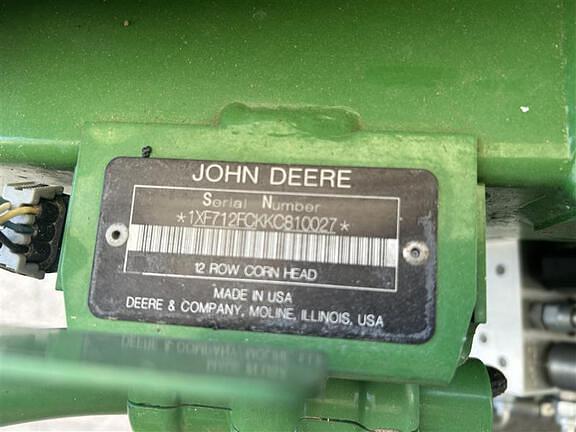 JOHN DEERE
Serial Number
*1XF712FCKKC810027*
12 ROW CORN HEAD
MADE IN USA
DEERE & COMPANY, MOLINE, ILLINOIS, USA